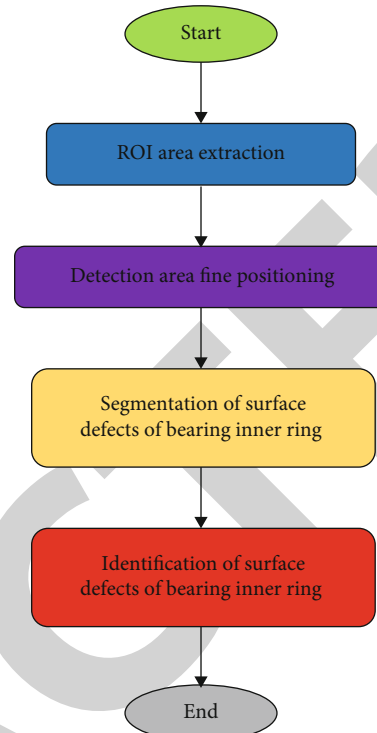 Start
ROI area extraction
Detection area fine positioning
Segmentation of surface
defects of bearing inner ring
Identification of surface
defects of bearing inner ring
End